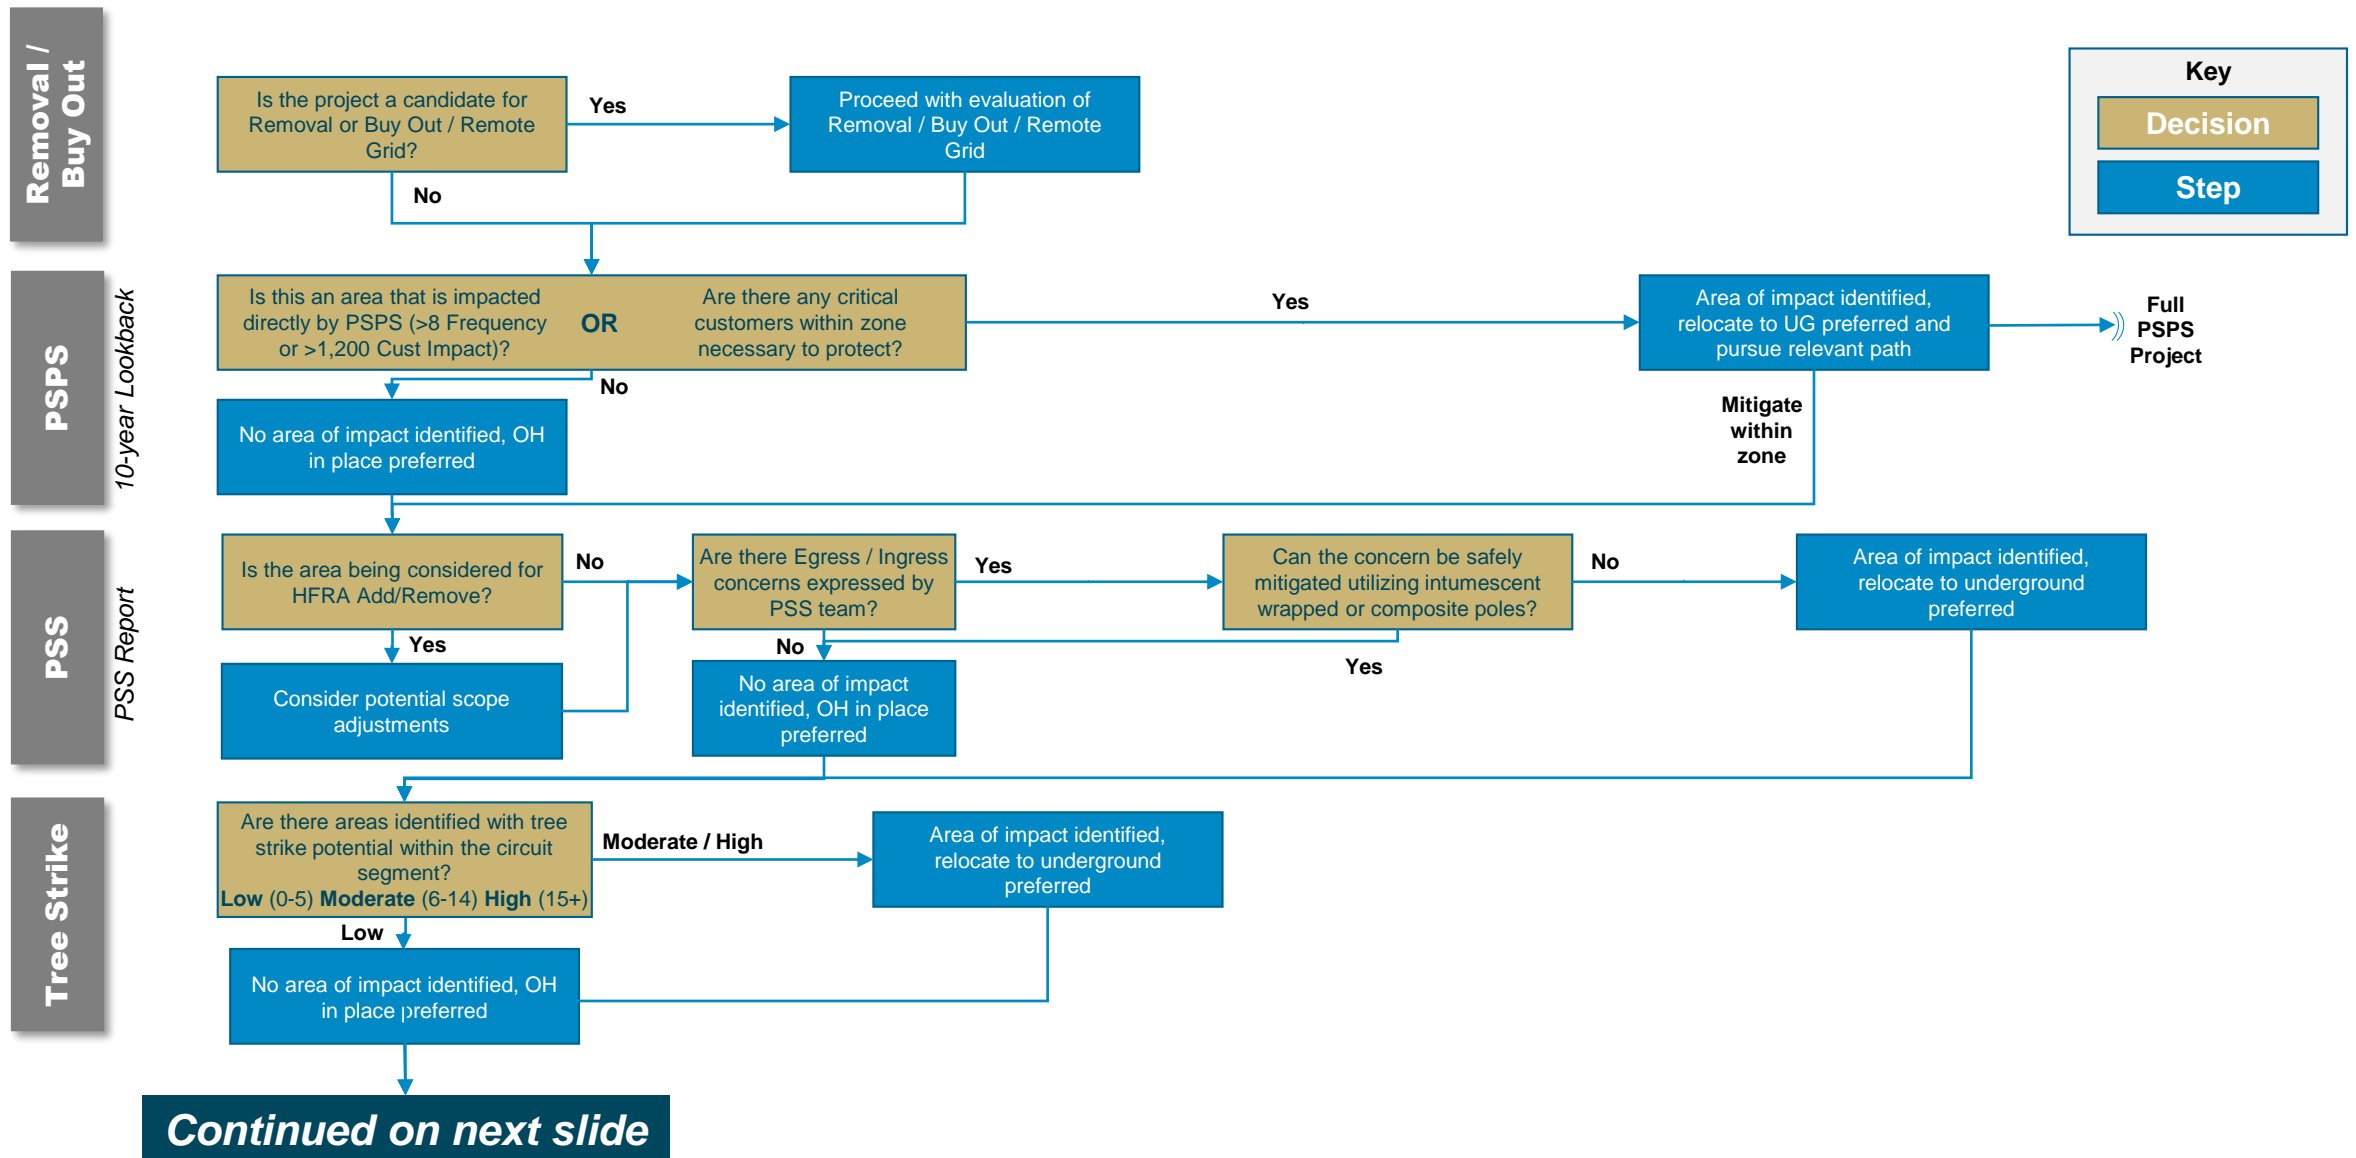 Removal /
Buy Out
Is the project a candidate for
Removal or Buy Out / Remote
Grid?
Yes
Proceed with evaluation of
Removal / Buy Out / Remote
Grid
No
Key
Decision
Step
PSPS
10-year Lookback
Is this an area that is impacted
directly by PSPS (>8 Frequency
or >1,200 Cust Impact)?
OR
Are there any critical
customers within zone
necessary to protect?
Yes
Area of impact identified,
relocate to UG preferred and
pursue relevant path
Full
PSPS
Project
No
No area of impact identified, OH
in place preferred
Mitigate
within
zone
PSS
PSS Report
Is the area being considered for
HFRA Add/Remove?
No
Are there Egress / Ingress
concerns expressed by
PSS team?
Yes
Can the concern be safely
mitigated utilizing intumescent
wrapped or composite poles?
No
Area of impact identified,
relocate to underground
preferred
Yes
Consider potential scope
adjustments
No
Yes
No area of impact
identified, OH in place
preferred
Tree Strike
Are there areas identified with tree
strike potential within the circuit
segment?
Low (0-5) Moderate (6-14) High (15+)
Moderate / High
Area of impact identified,
relocate to underground
preferred
Low
No area of impact identified, OH
in place preferred
Continued on next slide